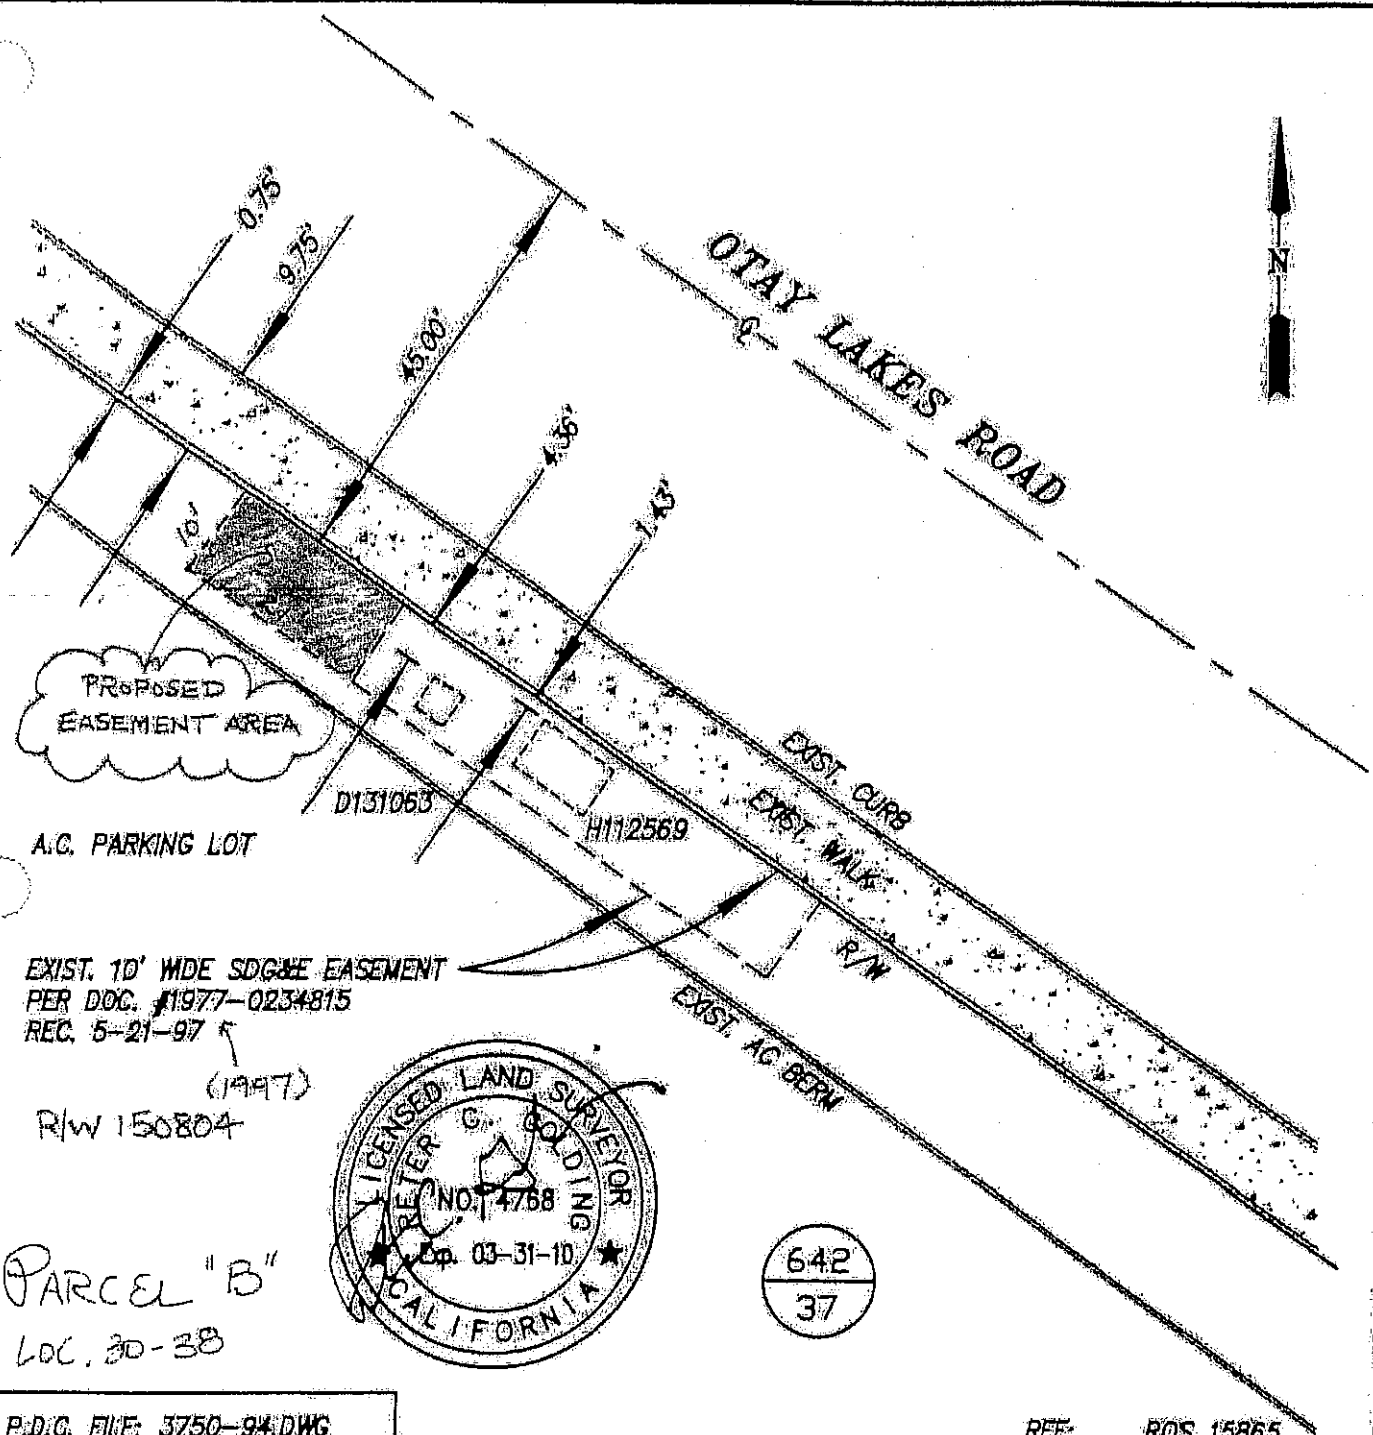 0.75'
9.75'
45.00'
OTAY LAKES ROAD
N
4.36'
1.43'
10'
PROPOSED
EASEMENT AREA
D131063
H112569
EXIST. CURB
EXIST. WALK
R/W
EXIST. AC BERM
A.C. PARKING LOT
EXIST. 10' WIDE SDG&E EASEMENT
PER DOC. #1977-0234815
REC. 5-21-97
(1997)
R/W 150804
LICENSED LAND SURVEYOR
PETER C. GOLDING
NO. 4768
Exp. 03-31-10
CALIFORNIA
642
37
PARCEL "B"
LOC. 30-38
P.D.C. FILE: 3750-94.DWG
REF: ROS 15865